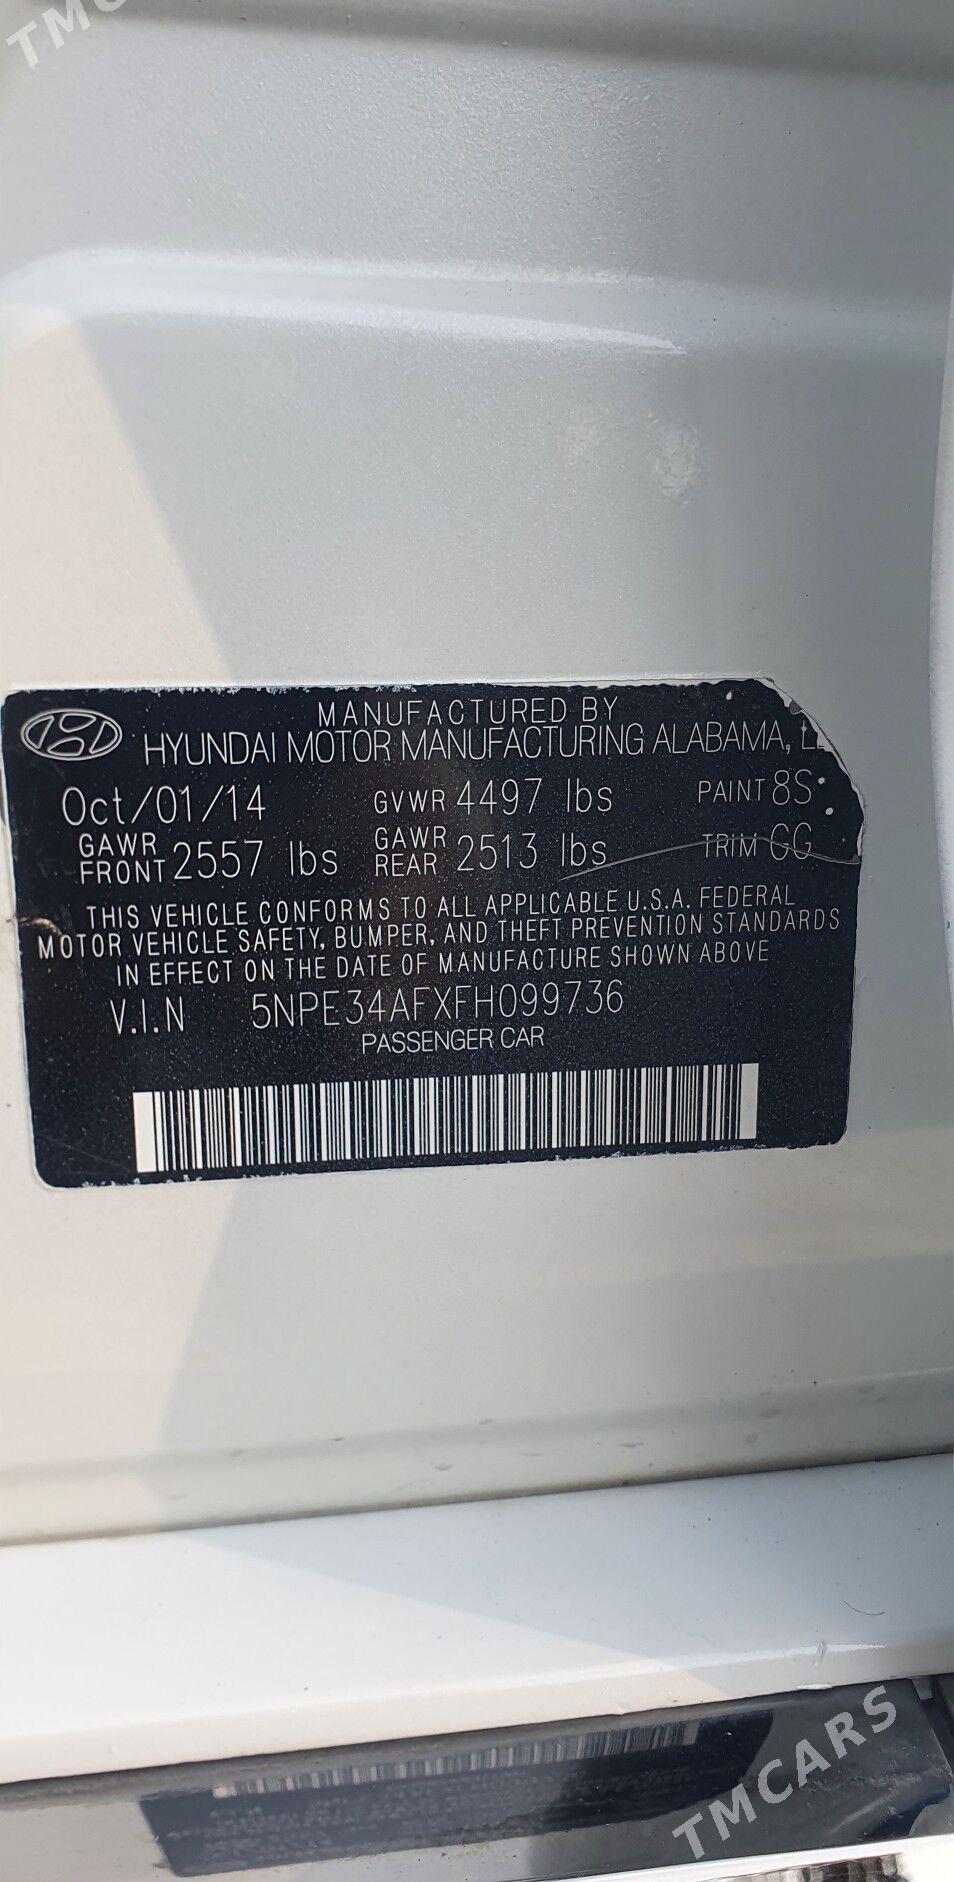 MANUFACTURED BY
HYUNDAI MOTOR MANUFACTURING ALABAMA,
Oct/01/14 GVWR 4497 lbs PAINT 8S
GAWR FRONT 2557 lbs GAWR REAR 2513 lbs TRIM GG
THIS VEHICLE CONFORMS TO ALL APPLICABLE U.S.A. FEDERAL
MOTOR VEHICLE SAFETY, BUMPER, AND THEFT PREVENTION STANDARDS
IN EFFECT ON THE DATE OF MANUFACTURE SHOWN ABOVE
V.I.N 5NPE34AFXFH099736
PASSENGER CAR
TMCARS